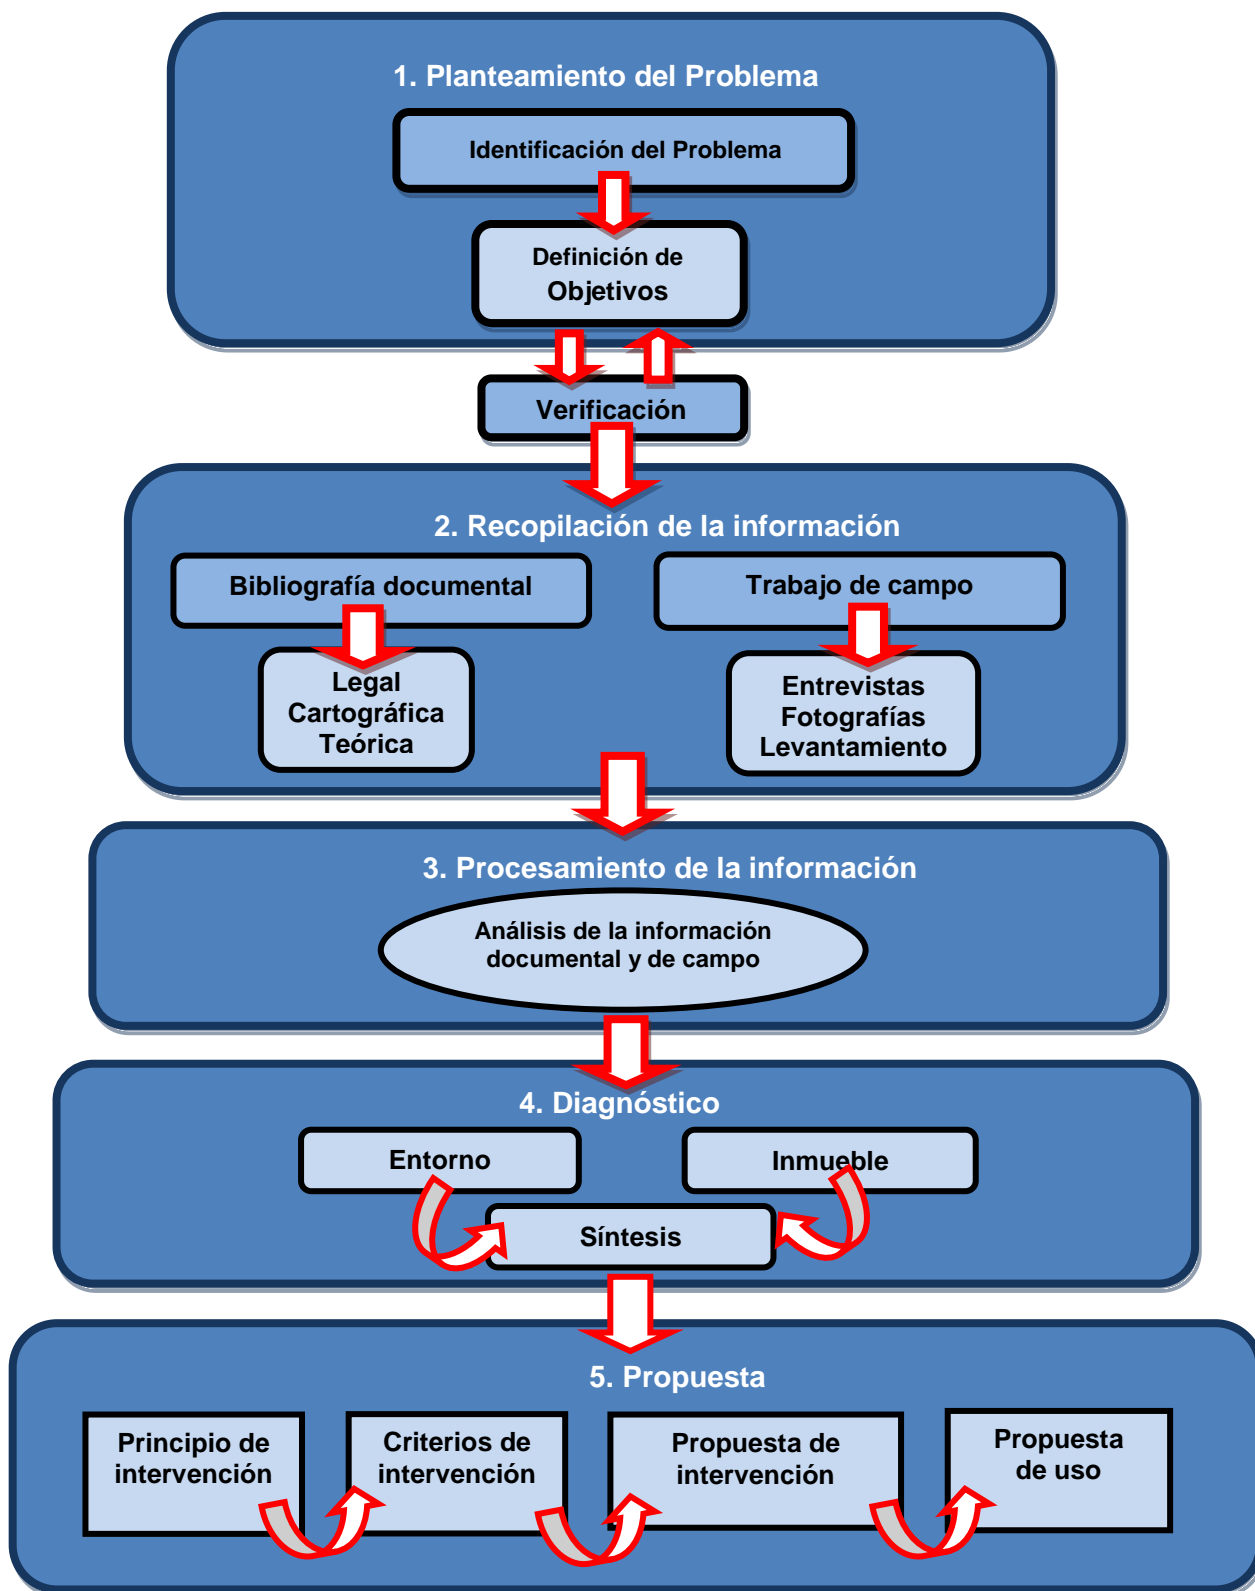 1. Planteamiento del Problema
Identificación del Problema
Definición de
Objetivos
Verificación
2. Recopilación de la información
Bibliografía documental
Trabajo de campo
Legal
Cartográfica
Teórica
Entrevistas
Fotografías
Levantamiento
3. Procesamiento de la información
Análisis de la información
documental y de campo
4. Diagnóstico
Entorno
Inmueble
Síntesis
5. Propuesta
Principio de
intervención
Criterios de
intervención
Propuesta de
intervención
Propuesta
de uso